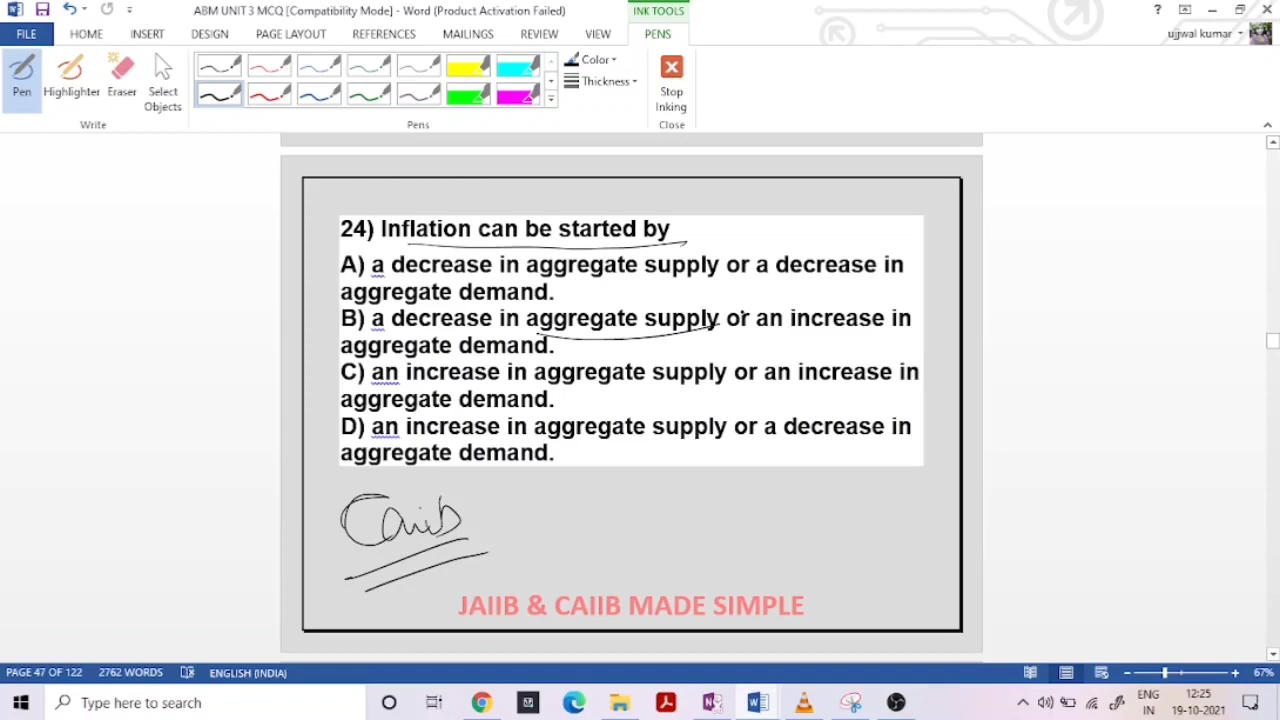 ABM UNIT 3 MCQ [Compatibility Mode] - Word (Product Activation Failed)
INK TOOLS
FILE HOME INSERT DESIGN PAGE LAYOUT REFERENCES MAILINGS REVIEW VIEW PENS
ujjwal kumar
Pen Highlighter Eraser Select Objects
Write
Pens
Color
Thickness
Stop Inking
Close
24) Inflation can be started by
A) a decrease in aggregate supply or a decrease in
aggregate demand.
B) a decrease in aggregate supply or an increase in
aggregate demand.
C) an increase in aggregate supply or an increase in
aggregate demand.
D) an increase in aggregate supply or a decrease in
aggregate demand.
Caiib
JAIIB & CAIIB MADE SIMPLE
PAGE 47 OF 122 2762 WORDS ENGLISH (INDIA) 67%
Type here to search
ENG 12:25
IN 19-10-2021